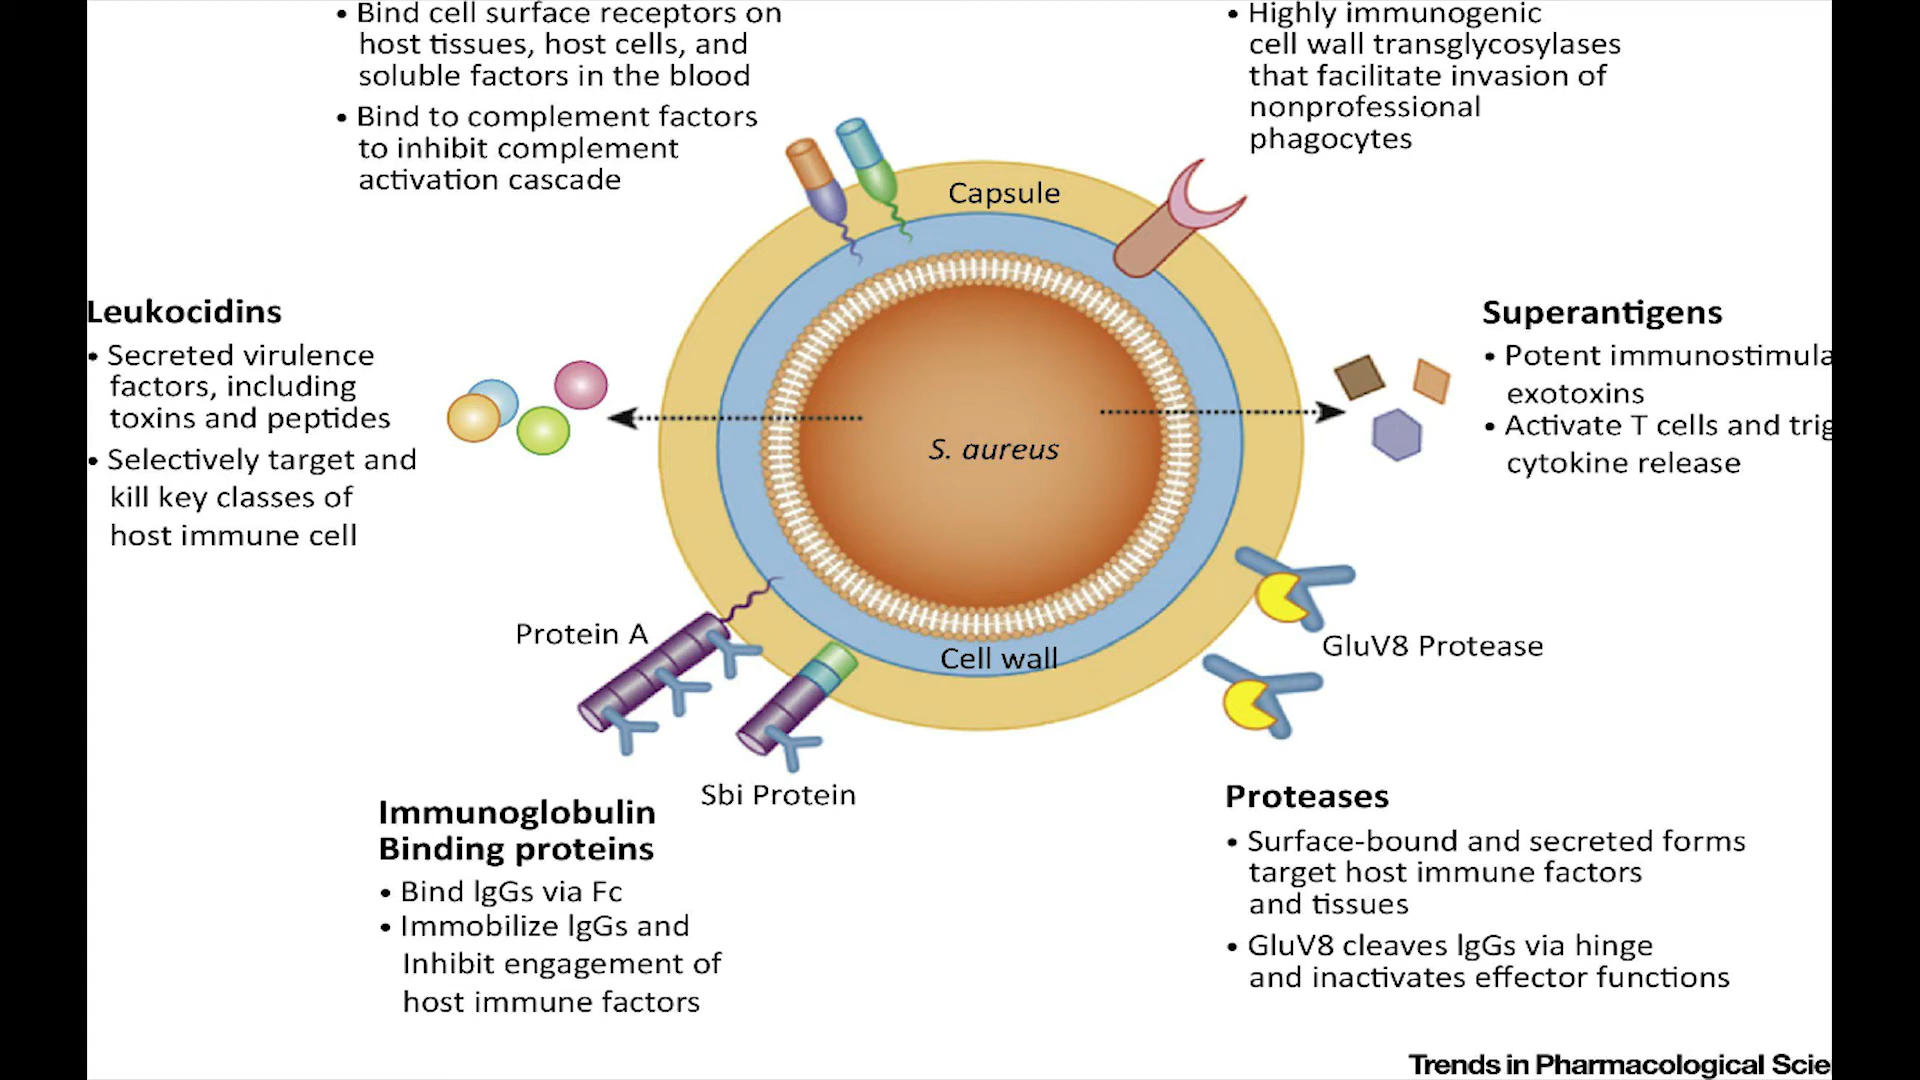 • Bind cell surface receptors on
host tissues, host cells, and
soluble factors in the blood
• Bind to complement factors
to inhibit complement
activation cascade
• Highly immunogenic
cell wall transglycosylases
that facilitate invasion of
nonprofessional
phagocytes
Capsule
Leukocidins
• Secreted virulence
factors, including
toxins and peptides
• Selectively target and
kill key classes of
host immune cell
S. aureus
Superantigens
• Potent immunostimula
exotoxins
• Activate T cells and trig
cytokine release
Protein A
Cell wall
GluV8 Protease
Sbi Protein
Immunoglobulin
Binding proteins
• Bind lgGs via Fc
• Immobilize lgGs and
Inhibit engagement of
host immune factors
Proteases
• Surface-bound and secreted forms
target host immune factors
and tissues
• GluV8 cleaves lgGs via hinge
and inactivates effector functions
Trends in Pharmacological Scie